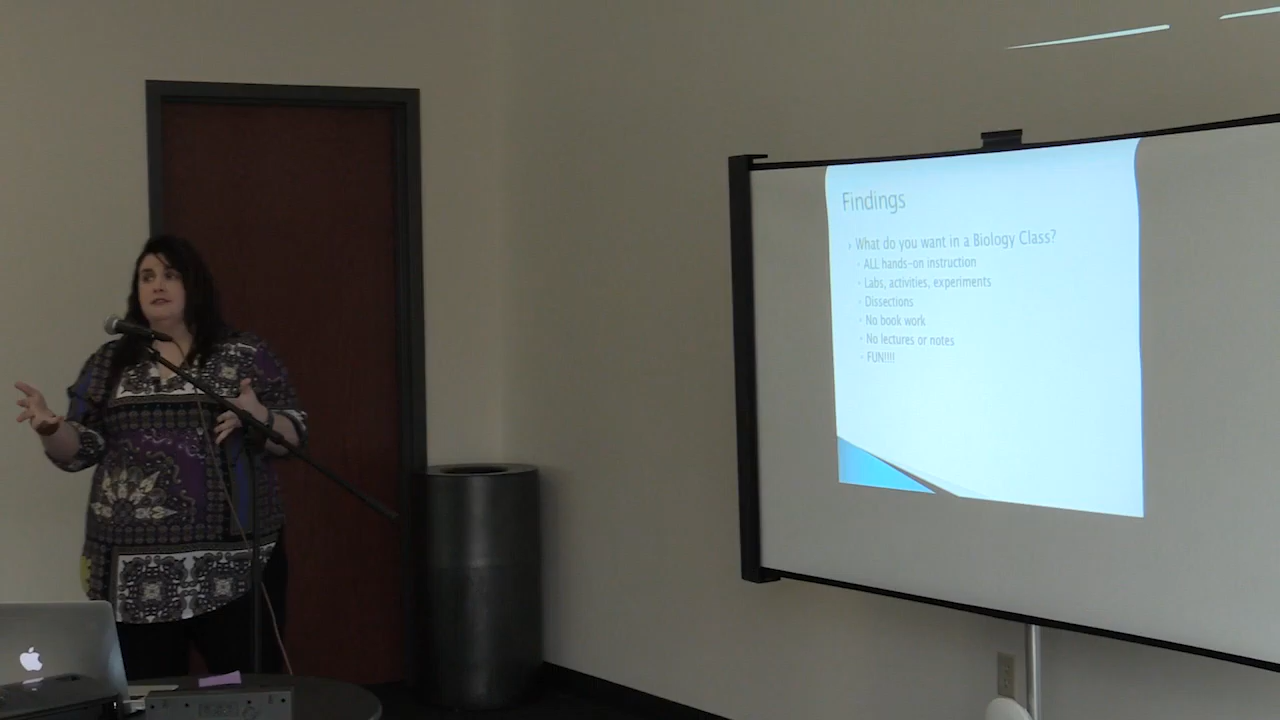 Findings
What do you want in a Biology Class?
ALL hands-on instruction
Labs, activities, experiments
Dissections
No book work
No lectures or notes
FUN!!!!